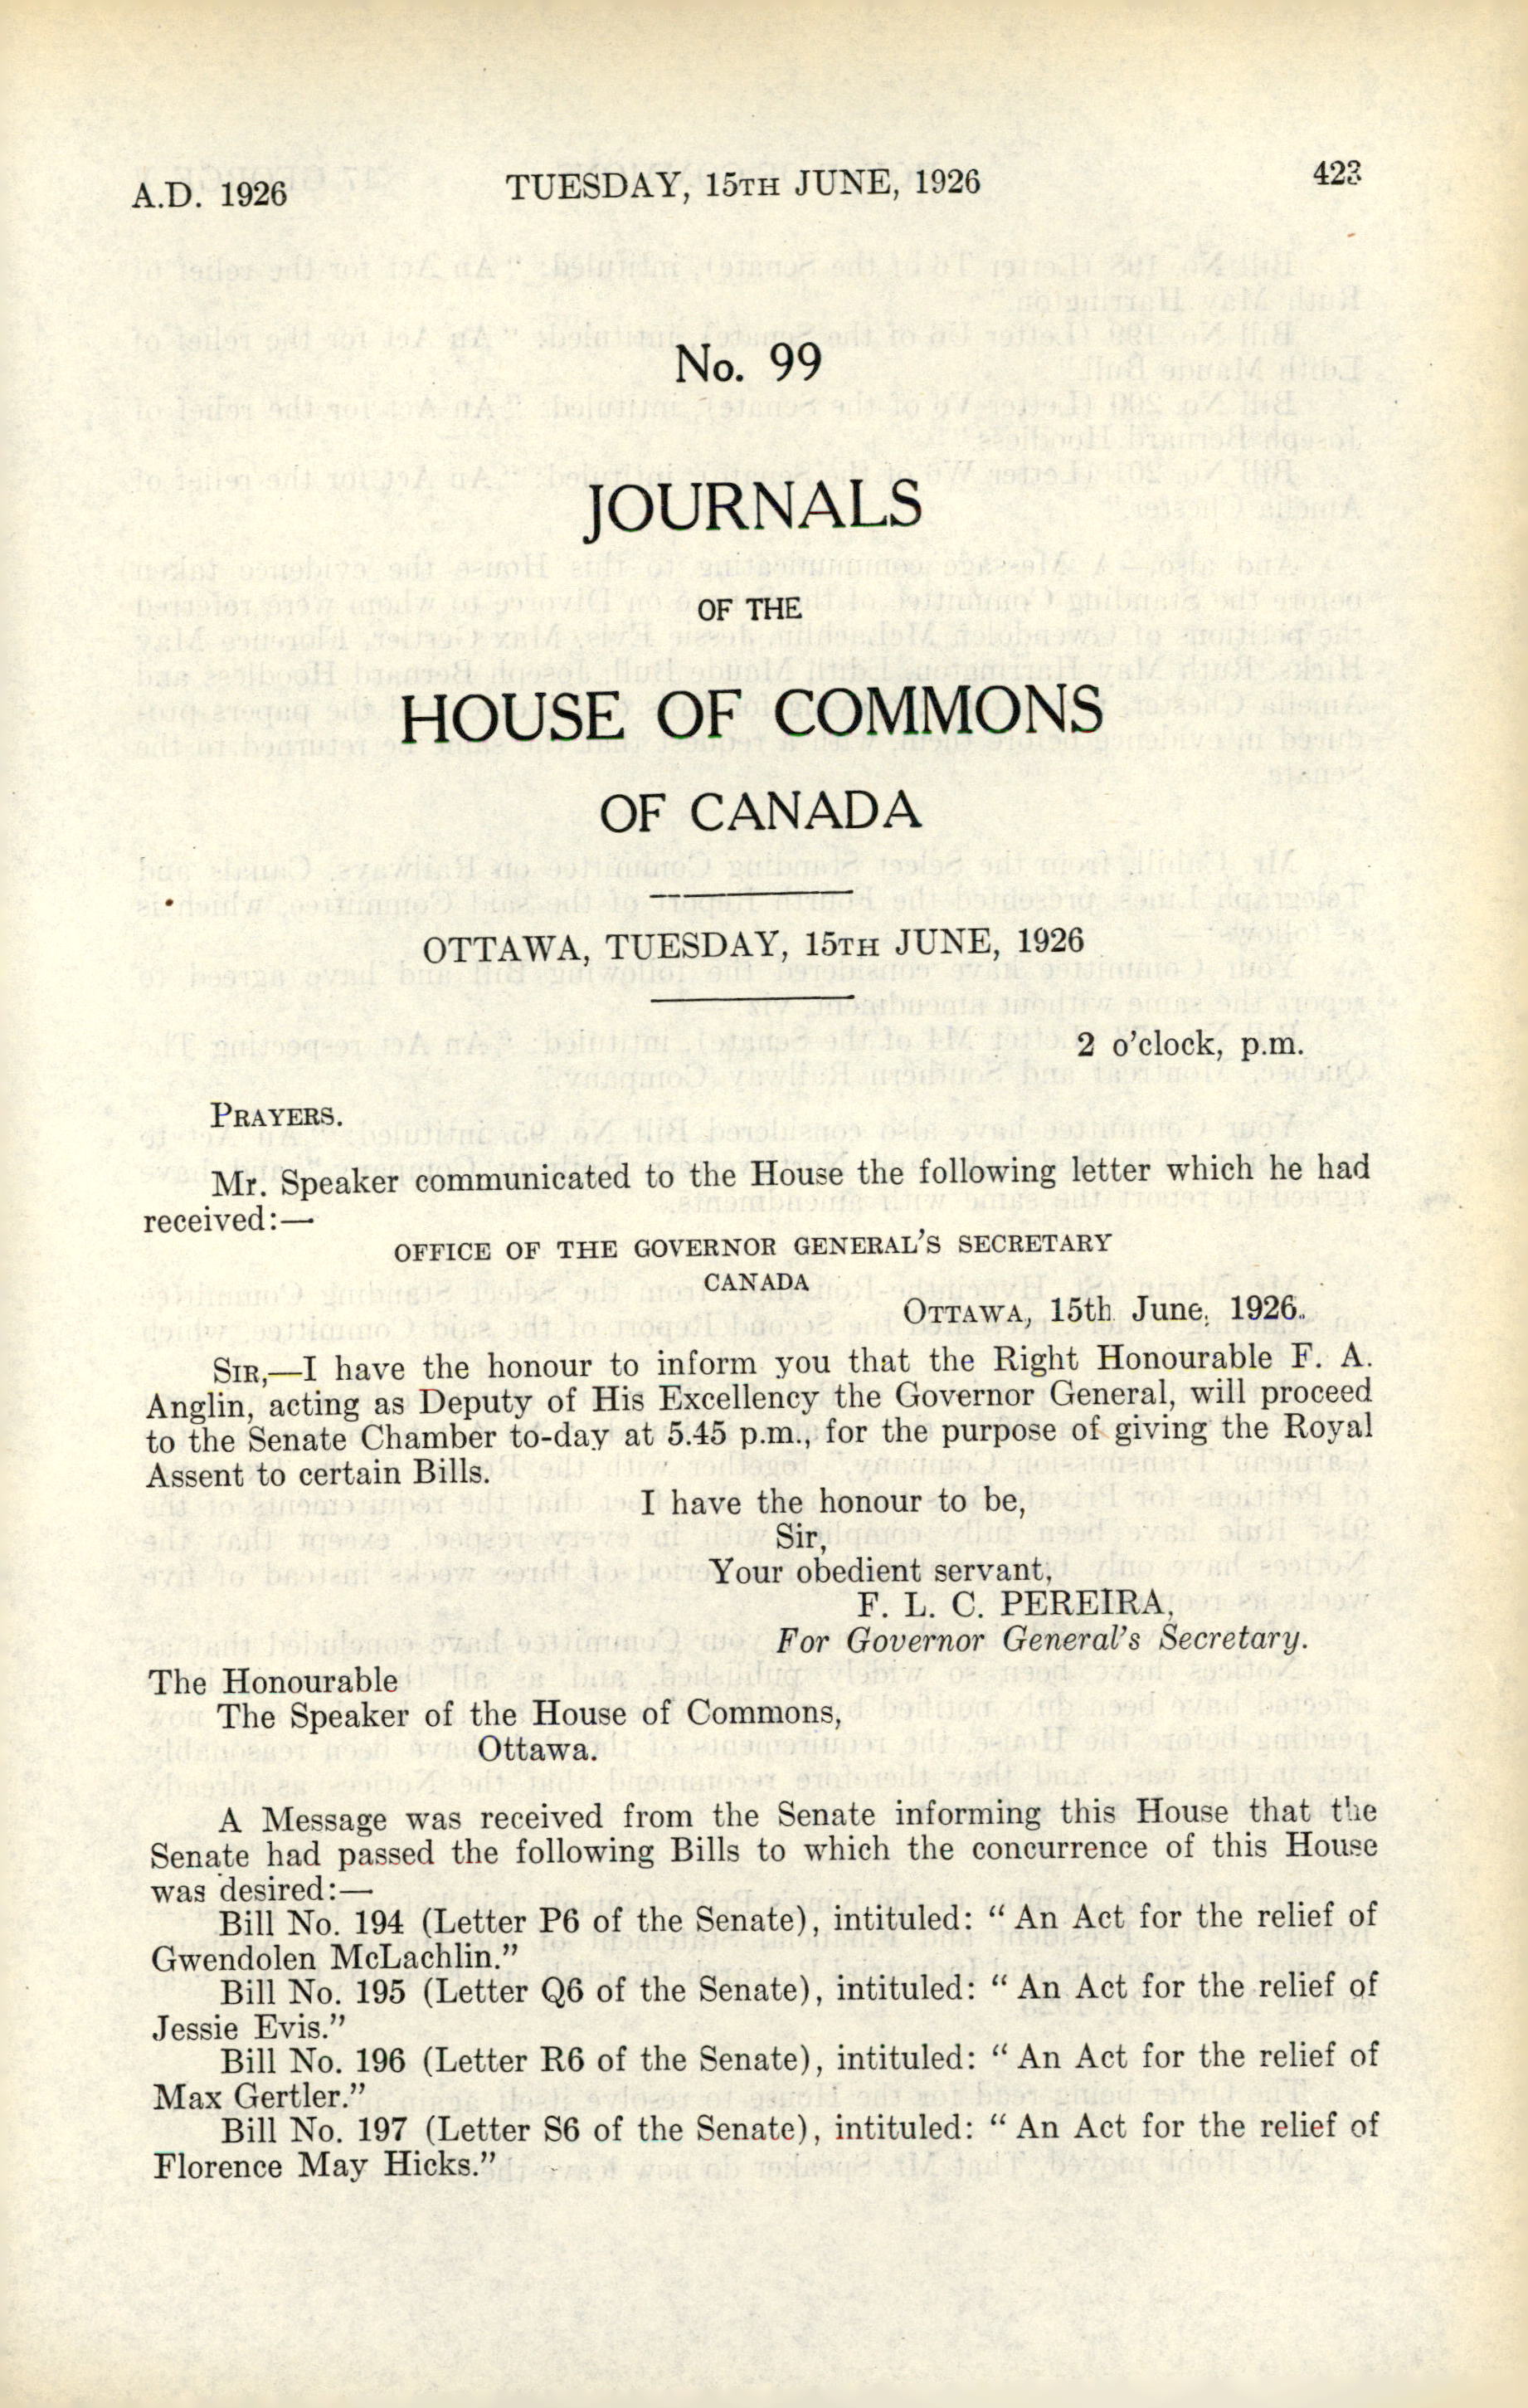 A.D. 1926 TUESDAY, 15TH JUNE, 1926 423
No. 99
JOURNALS
OF THE
HOUSE OF COMMONS
OF CANADA
OTTAWA, TUESDAY, 15TH JUNE, 1926
2 o'clock, p.m.
PRAYERS.
Mr. Speaker communicated to the House the following letter which he had
received:—
OFFICE OF THE GOVERNOR GENERAL'S SECRETARY
CANADA
OTTAWA, 15th June, 1926.
SIR,—I have the honour to inform you that the Right Honourable F. A.
Anglin, acting as Deputy of His Excellency the Governor General, will proceed
to the Senate Chamber to-day at 5.45 p.m., for the purpose of giving the Royal
Assent to certain Bills.
I have the honour to be,
Sir,
Your obedient servant,
F. L. C. PEREIRA,
For Governor General's Secretary.
The Honourable
The Speaker of the House of Commons,
Ottawa.
A Message was received from the Senate informing this House that the
Senate had passed the following Bills to which the concurrence of this House
was desired:—
Bill No. 194 (Letter P6 of the Senate), intituled: " An Act for the relief of
Gwendolen McLachlin."
Bill No. 195 (Letter Q6 of the Senate), intituled: " An Act for the relief of
Jessie Evis."
Bill No. 196 (Letter R6 of the Senate), intituled: " An Act for the relief of
Max Gertler."
Bill No. 197 (Letter S6 of the Senate), intituled: " An Act for the relief of
Florence May Hicks."